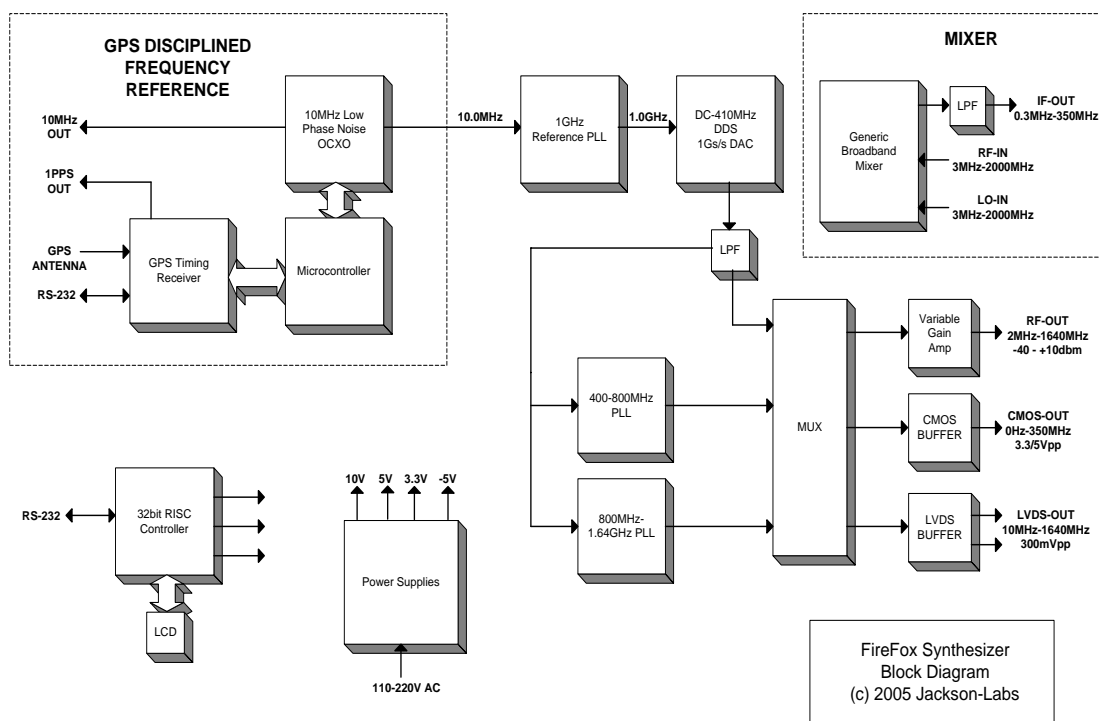 GPS DISCIPLINED
FREQUENCY
REFERENCE
10MHz
OUT
10MHz Low
Phase Noise
OCXO
10.0MHz
1GHz
Reference PLL
1.0GHz
DC-410MHz
DDS
1Gs/s DAC
1PPS
OUT
GPS
ANTENNA
RS-232
GPS Timing
Receiver
Microcontroller
MIXER
Generic
Broadband
Mixer
LPF
IF-OUT
0.3MHz-350MHz
RF-IN
3MHz-2000MHz
LO-IN
3MHz-2000MHz
LPF
400-800MHz
PLL
800MHz-
1.64GHz PLL
MUX
Variable
Gain
Amp
RF-OUT
2MHz-1640MHz
-40 - +10dbm
CMOS
BUFFER
CMOS-OUT
0Hz-350MHz
3.3/5Vpp
LVDS
BUFFER
LVDS-OUT
10MHz-1640MHz
300mVpp
RS-232
32bit RISC
Controller
LCD
10V
5V
3.3V
-5V
Power Supplies
110-220V AC
FireFox Synthesizer
Block Diagram
(c) 2005 Jackson-Labs